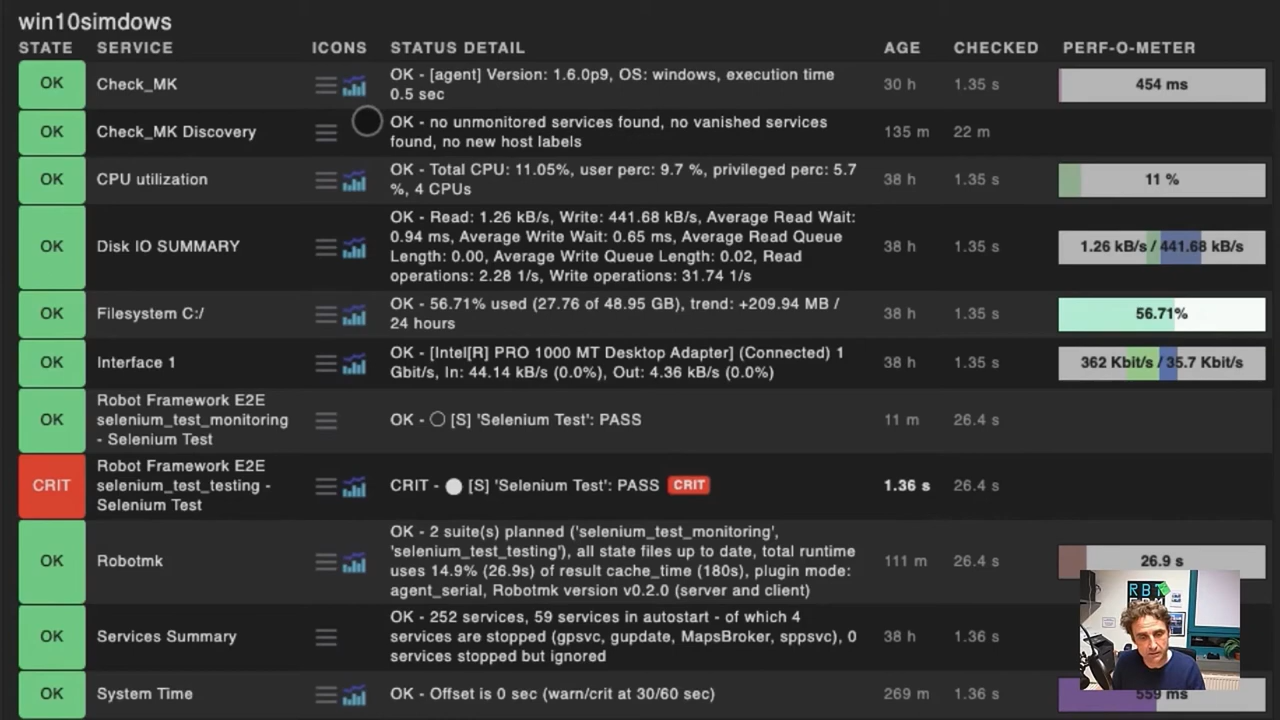 win10simdows
STATE SERVICE ICONS STATUS DETAIL AGE CHECKED PERF-O-METER
OK Check_MK OK - [agent] Version: 1.6.0p9, OS: windows, execution time 30 h 1.35 s 454 ms
0.5 sec
OK Check_MK Discovery OK - no unmonitored services found, no vanished services 135 m 22 m
found, no new host labels
OK CPU utilization OK - Total CPU: 11.05%, user perc: 9.7 %, privileged perc: 5.7 38 h 1.35 s 11 %
%, 4 CPUs
OK Disk IO SUMMARY OK - Read: 1.26 kB/s, Write: 441.68 kB/s, Average Read Wait: 38 h 1.35 s 1.26 kB/s / 441.68 kB/s
0.94 ms, Average Write Wait: 0.65 ms, Average Read Queue
Length: 0.00, Average Write Queue Length: 0.02, Read
operations: 2.28 1/s, Write operations: 31.74 1/s
OK Filesystem C:/ OK - 56.71% used (27.76 of 48.95 GB), trend: +209.94 MB / 38 h 1.35 s 56.71%
24 hours
OK Interface 1 OK - [Intel[R] PRO 1000 MT Desktop Adapter] (Connected) 1 38 h 1.35 s 362 Kbit/s / 35.7 Kbit/s
Gbit/s, In: 44.14 kB/s (0.0%), Out: 4.36 kB/s (0.0%)
Robot Framework E2E
OK selenium_test_monitoring OK - [S] 'Selenium Test': PASS 11 m 26.4 s
- Selenium Test
Robot Framework E2E
CRIT selenium_test_testing - CRIT - [S] 'Selenium Test': PASS CRIT 1.36 s 26.4 s
Selenium Test
OK Robotmk OK - 2 suite(s) planned ('selenium_test_monitoring', 111 m 26.4 s 26.9 s
'selenium_test_testing'), all state files up to date, total runtime
uses 14.9% (26.9s) of result cache_time (180s), plugin mode:
agent_serial, Robotmk version v0.2.0 (server and client)
OK Services Summary OK - 252 services, 59 services in autostart - of which 4 38 h 1.36 s
services are stopped (gpsvc, gupdate, MapsBroker, sppsvc), 0
services stopped but ignored
OK System Time OK - Offset is 0 sec (warn/crit at 30/60 sec) 269 m 1.36 s 559 ms
RBT